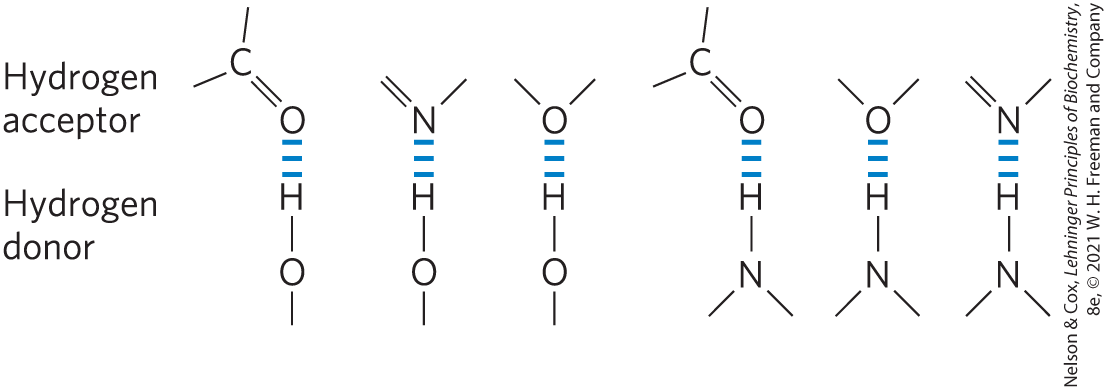 Hydrogen
acceptor
C C
O N O O O N
H H H H H H
Hydrogen
donor
O O O N N N
Nelson & Cox, Lehninger Principles of Biochemistry,
8e, © 2021 W. H. Freeman and Company